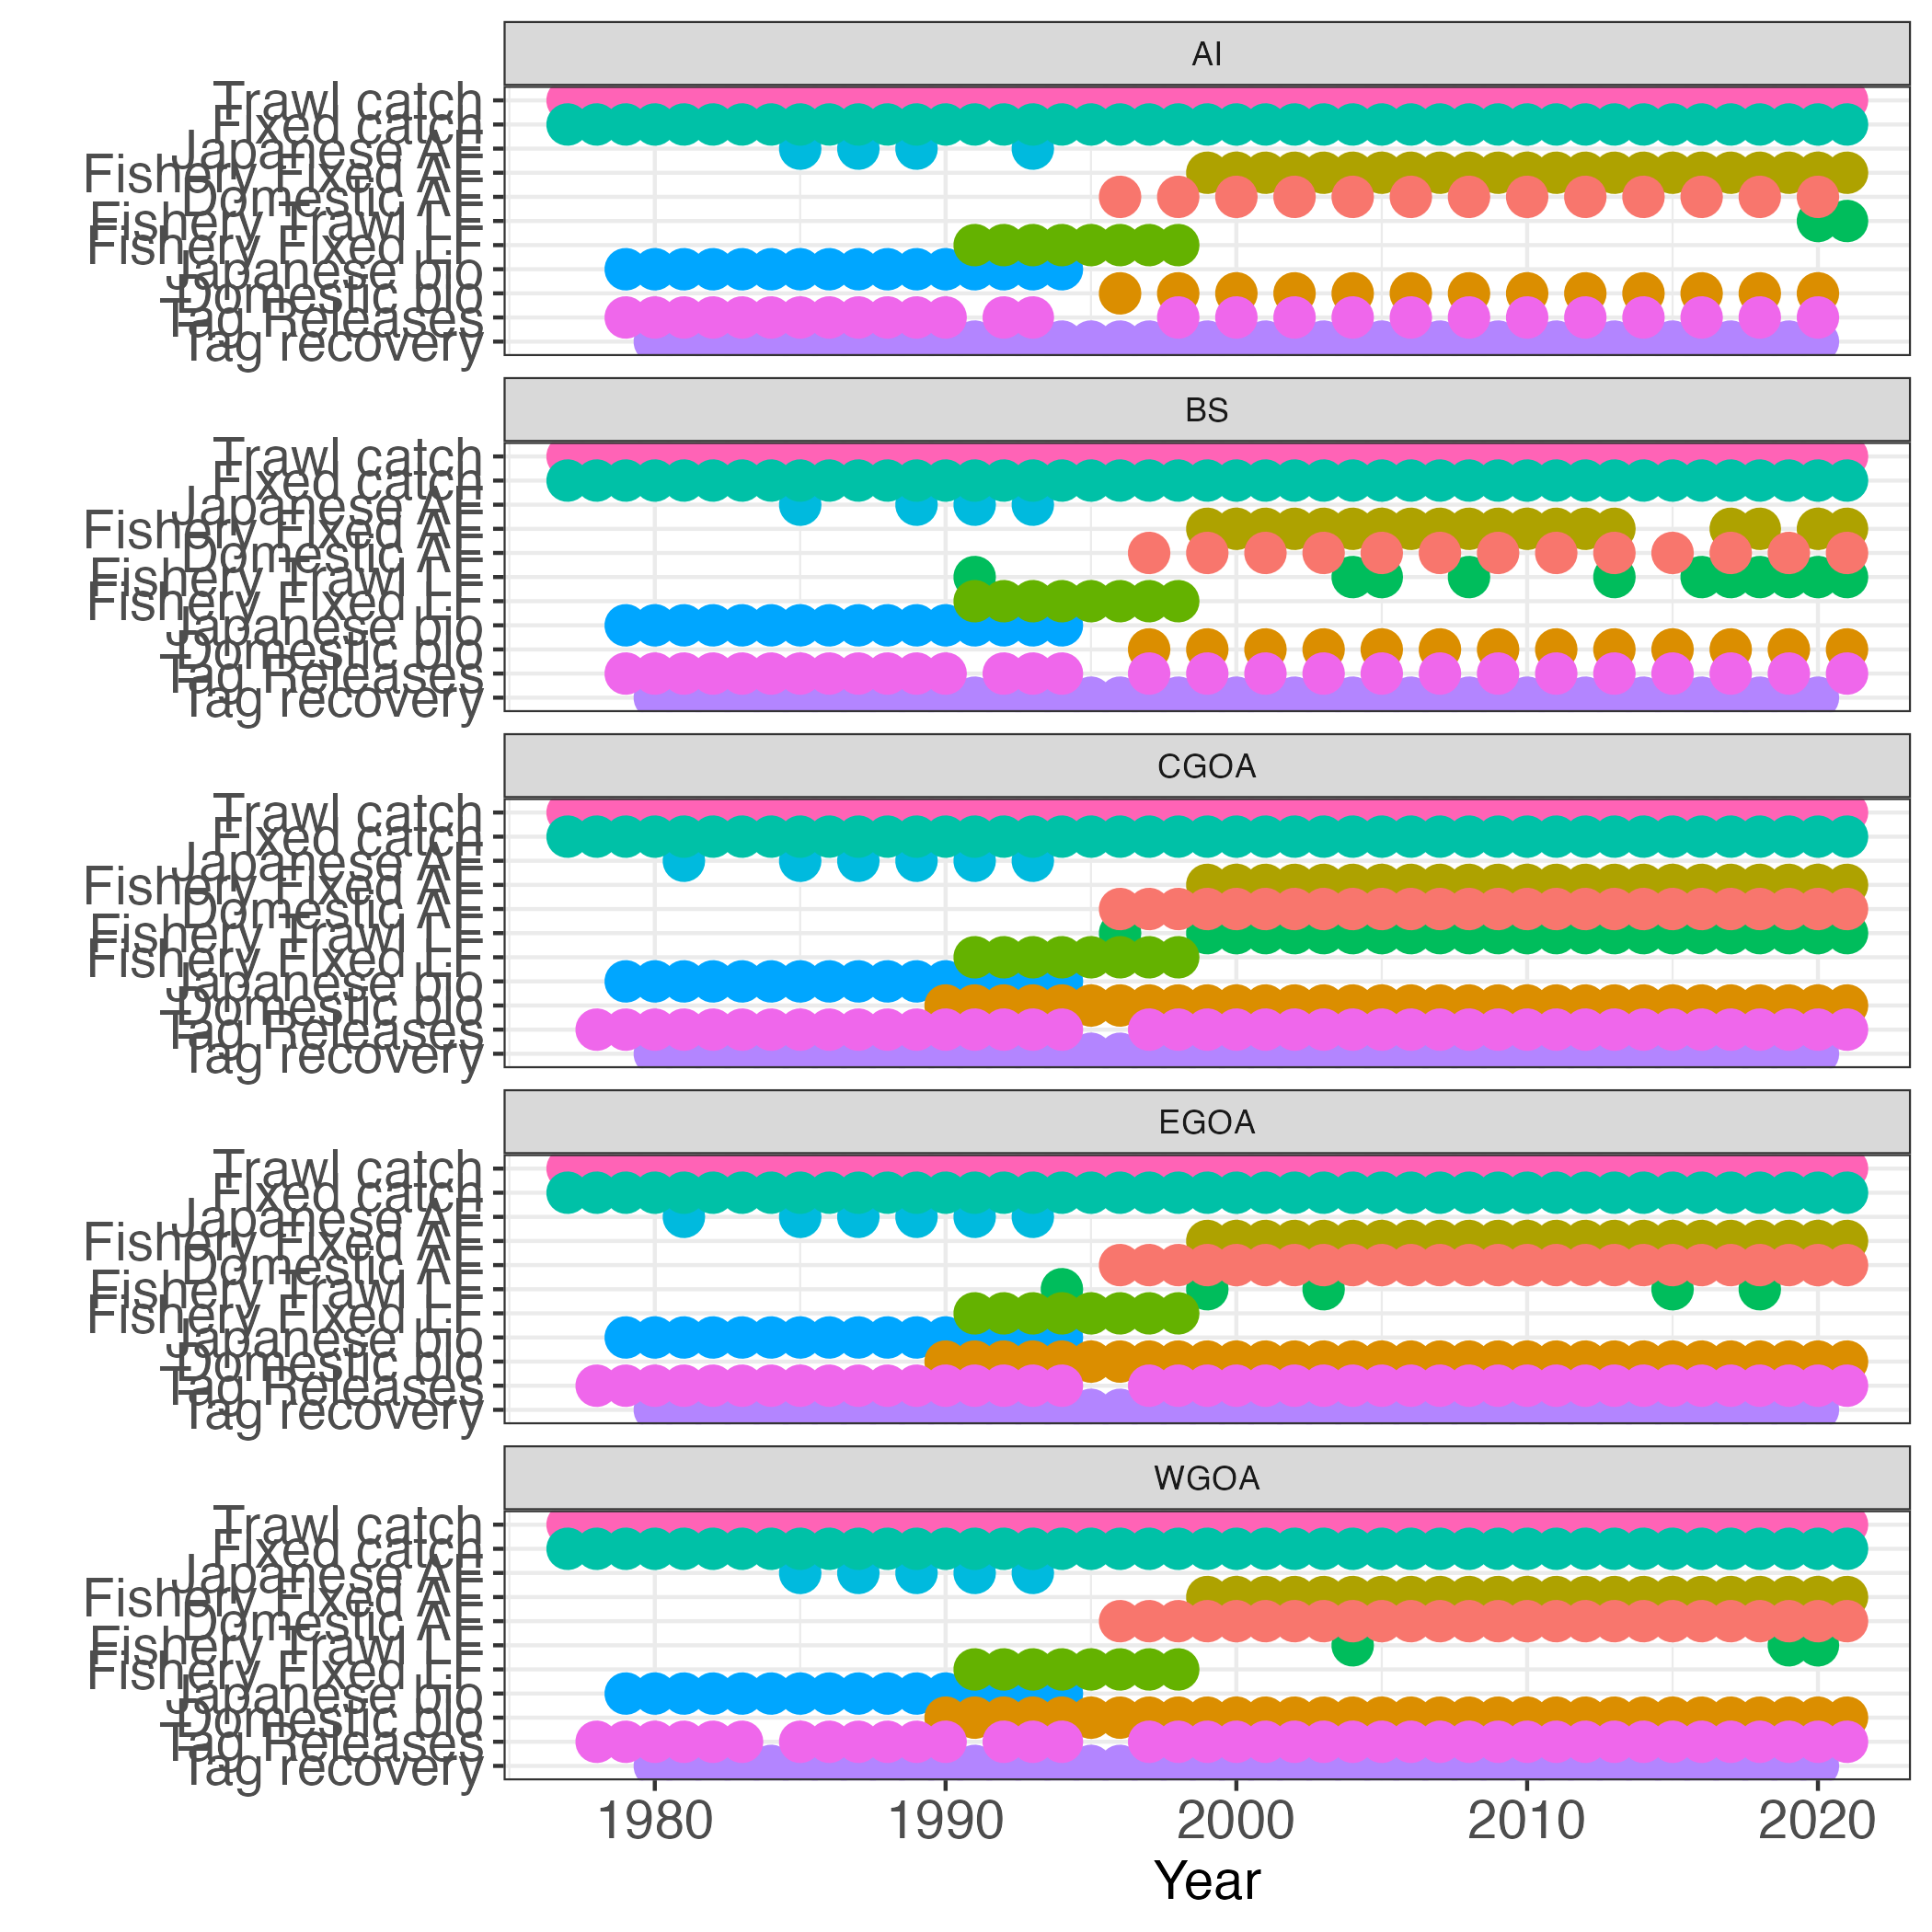 AI
Trawl catch
Fixed catch
Japanese AF
Fishery Fixed AF
Domestic AF
Fishery Trawl LF
Fishery Fixed LF
Japanese bio
Domestic bio
Tag Releases
Tag recovery
BS
Trawl catch
Fixed catch
Japanese AF
Fishery Fixed AF
Domestic AF
Fishery Trawl LF
Fishery Fixed LF
Japanese bio
Domestic bio
Tag Releases
Tag recovery
CGOA
Trawl catch
Fixed catch
Japanese AF
Fishery Fixed AF
Domestic AF
Fishery Trawl LF
Fishery Fixed LF
Japanese bio
Domestic bio
Tag Releases
Tag recovery
EGOA
Trawl catch
Fixed catch
Japanese AF
Fishery Fixed AF
Domestic AF
Fishery Trawl LF
Fishery Fixed LF
Japanese bio
Domestic bio
Tag Releases
Tag recovery
WGOA
Trawl catch
Fixed catch
Japanese AF
Fishery Fixed AF
Domestic AF
Fishery Trawl LF
Fishery Fixed LF
Japanese bio
Domestic bio
Tag Releases
Tag recovery
1980 1990 2000 2010 2020
Year